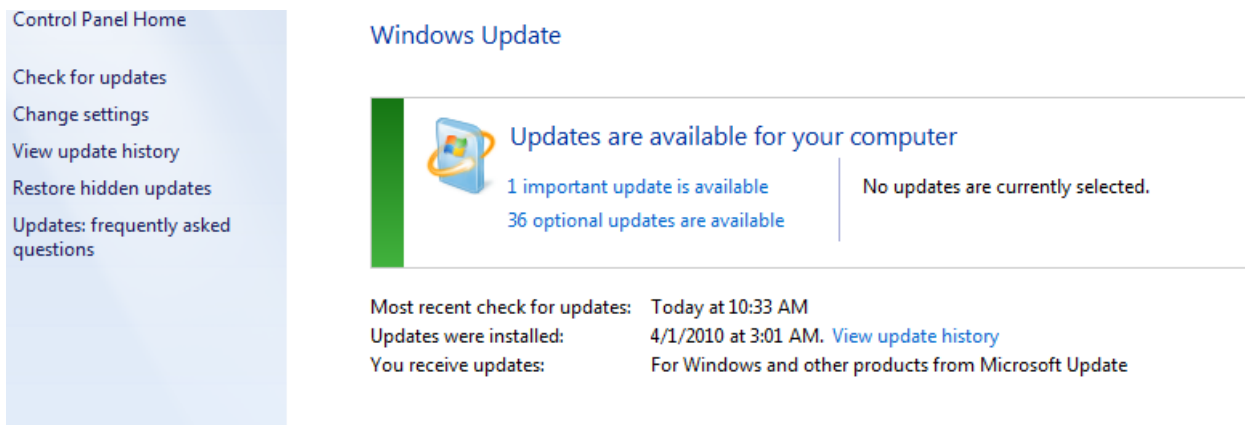 Control Panel Home
Check for updates
Change settings
View update history
Restore hidden updates
Updates: frequently asked
questions
Windows Update
Updates are available for your computer
1 important update is available
36 optional updates are available
No updates are currently selected.
Most recent check for updates: Today at 10:33 AM
Updates were installed: 4/1/2010 at 3:01 AM. View update history
You receive updates: For Windows and other products from Microsoft Update